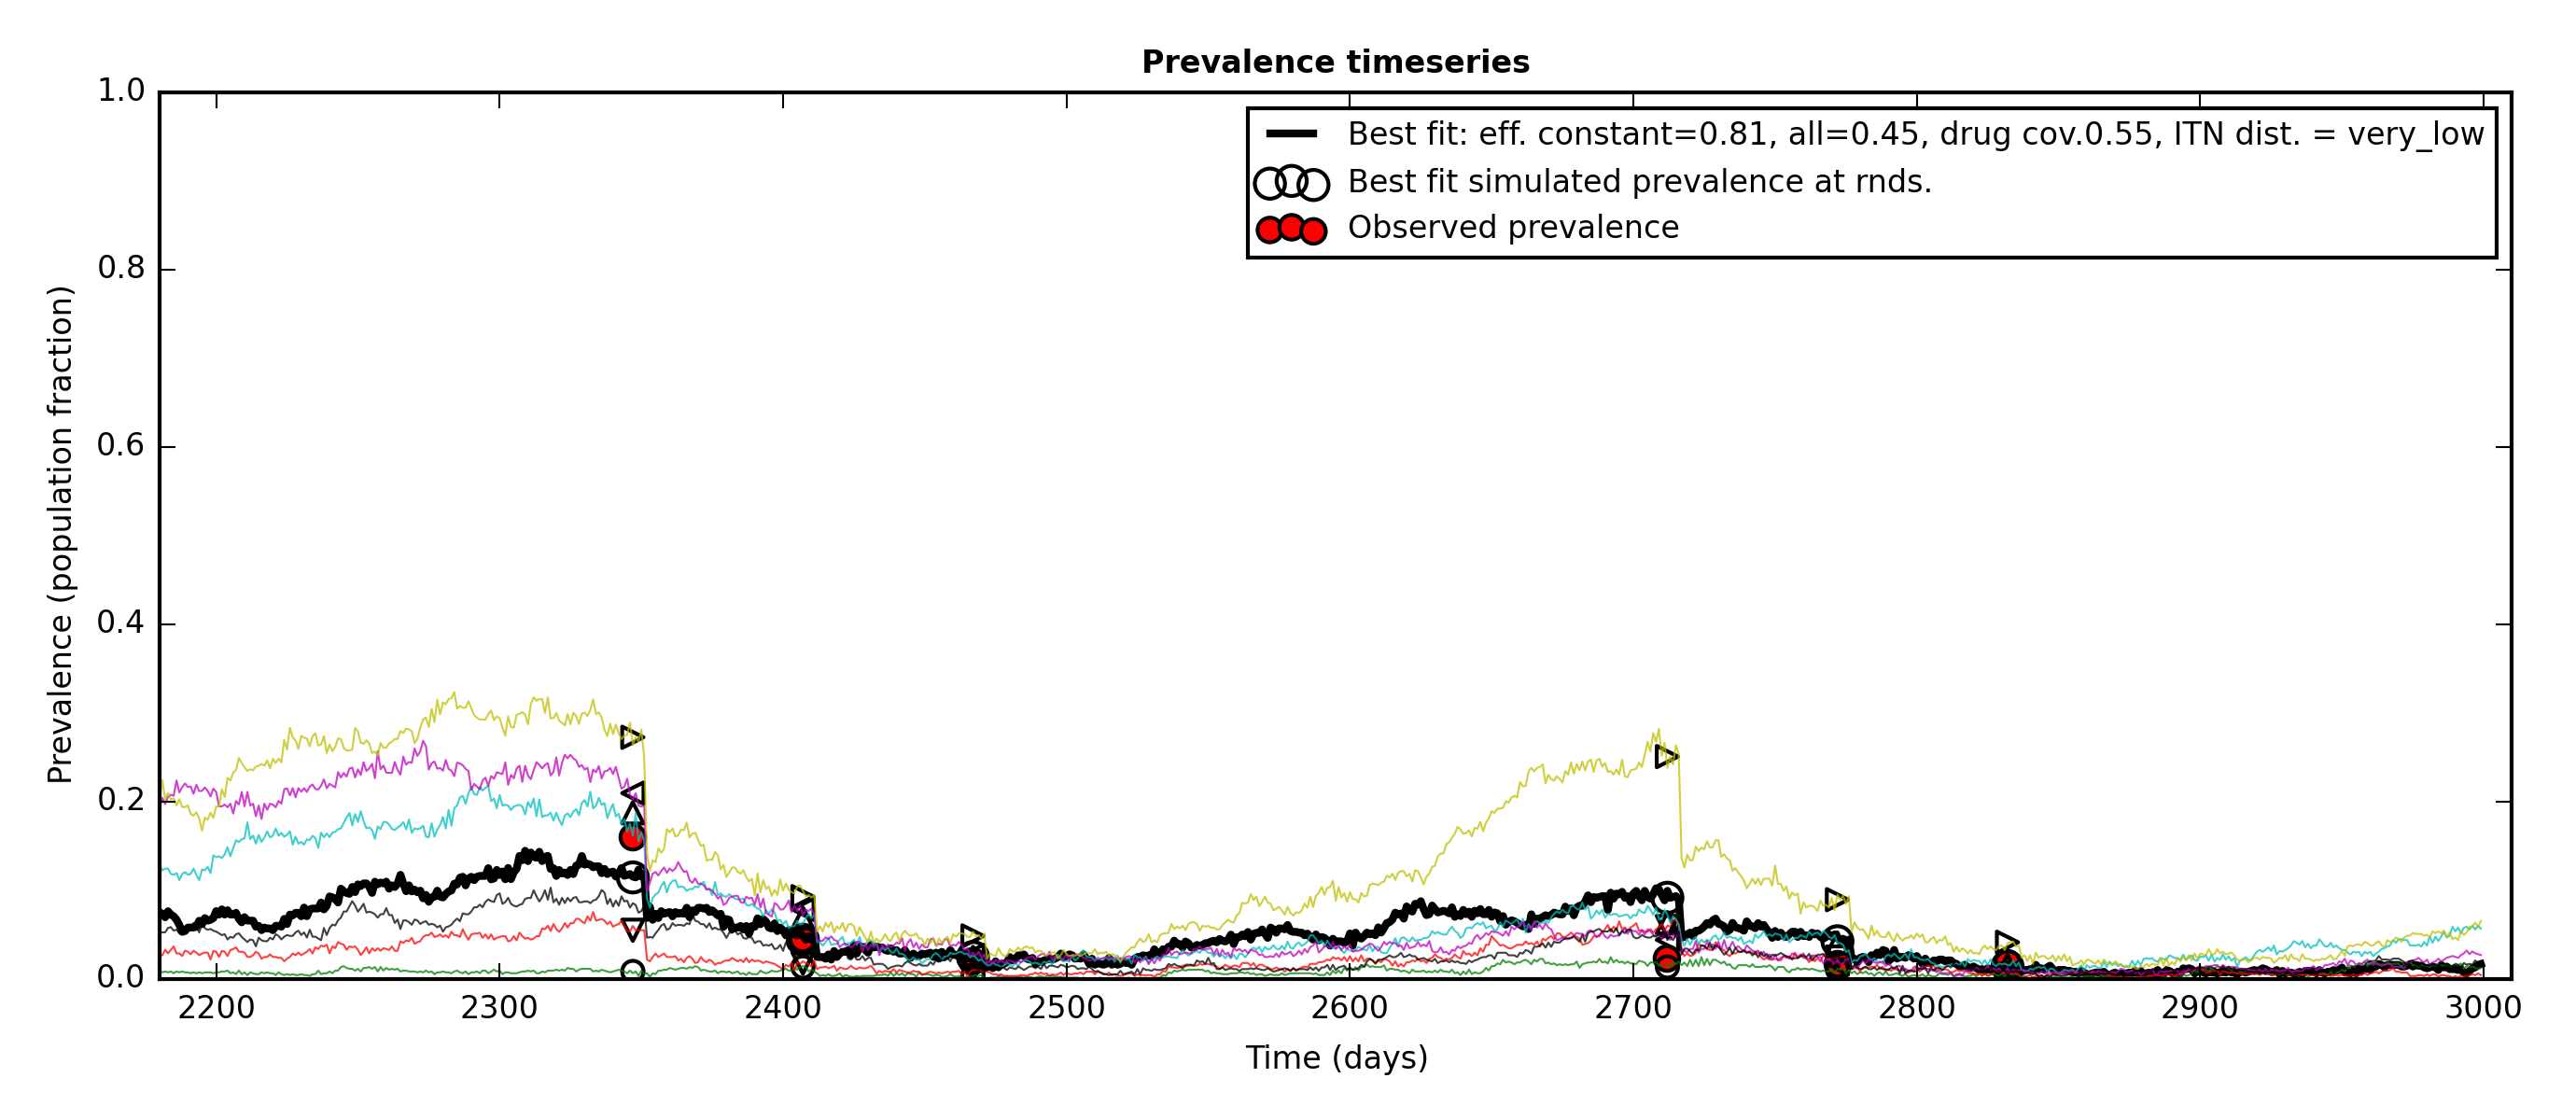 Prevalence timeseries
Best fit: eff. constant=0.81, all=0.45, drug cov.0.55, ITN dist. = very_low
Best fit simulated prevalence at rnds.
Observed prevalence
Prevalence (population fraction)
1.0
0.8
0.6
0.4
0.2
0.0
2200 2300 2400 2500 2600 2700 2800 2900 3000
Time (days)